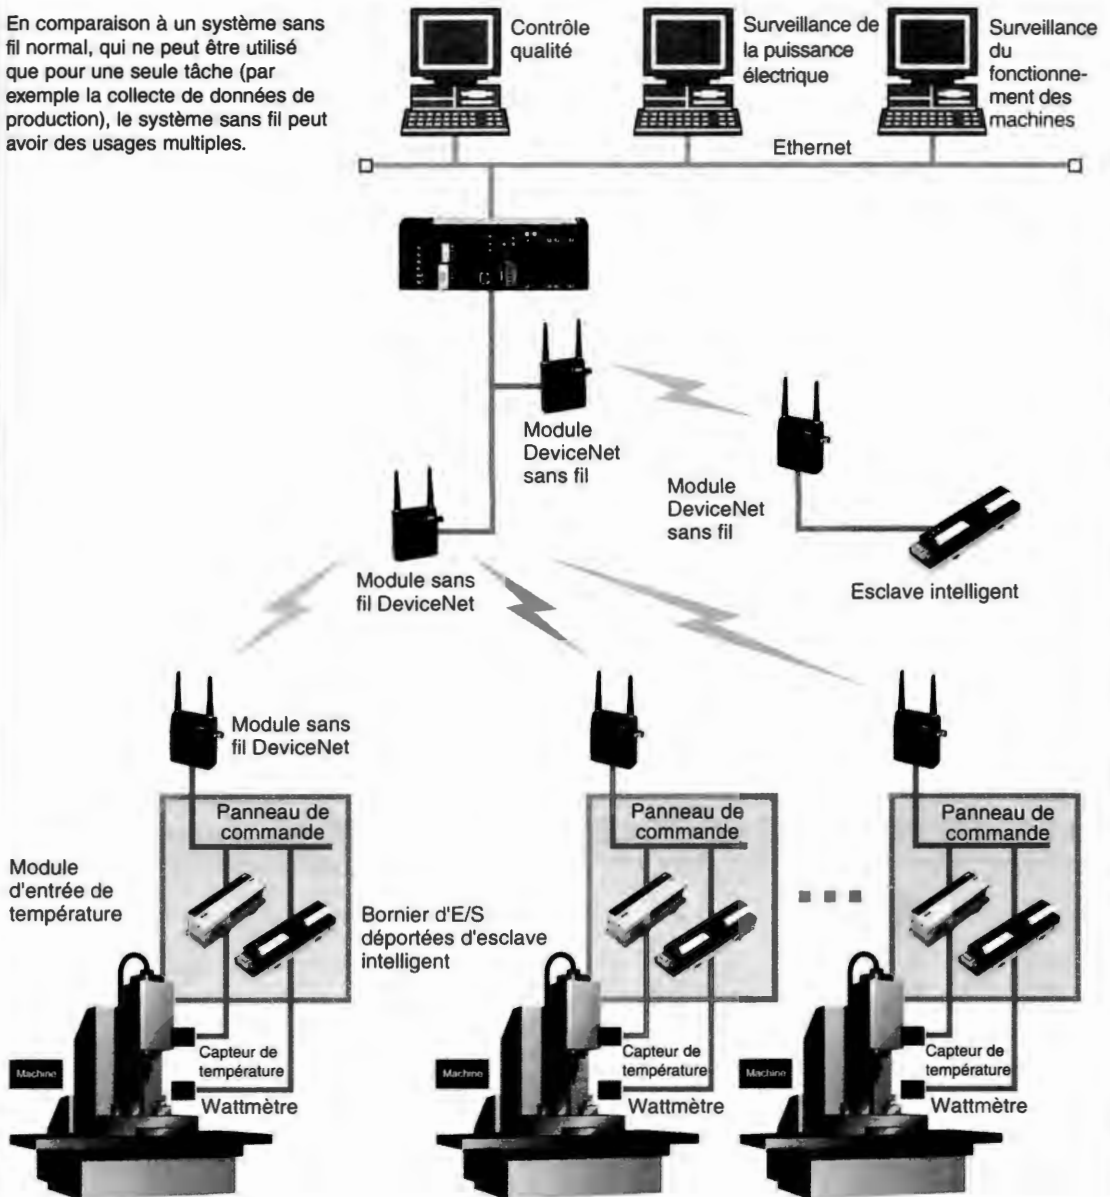 En comparaison à un système sans
fil normal, qui ne peut être utilisé
que pour une seule tâche (par
exemple la collecte de données de
production), le système sans fil peut
avoir des usages multiples.
Contrôle
qualité
Surveillance de
la puissance
électrique
Surveillance
du
fonctionne-
ment des
machines
Ethernet
Module
DeviceNet
sans fil
Module
DeviceNet
sans fil
Module sans
fil DeviceNet
Esclave intelligent
Module sans
fil DeviceNet
Panneau de
commande
Panneau de
commande
Panneau de
commande
Module
d'entrée de
température
Bornier d'E/S
déportées d'esclave
intelligent
Machine
Capteur de
température
Wattmètre
Machine
Capteur de
température
Wattmètre
Machine
Capteur de
température
Wattmètre